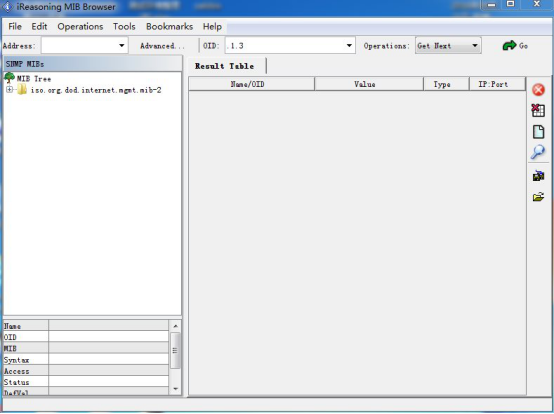 iReasoning MIB Browser
File Edit Operations Tools Bookmarks Help
Address: Advanced... OID: .1.3 Operations: Get Next Go
SNMP MIBs
Result Table
MIB Tree
iso.org.dod.internet.mgmt.mib-2
Name/OID Value Type IP:Port
Name
OID
MIB
Syntax
Access
Status
DefVal